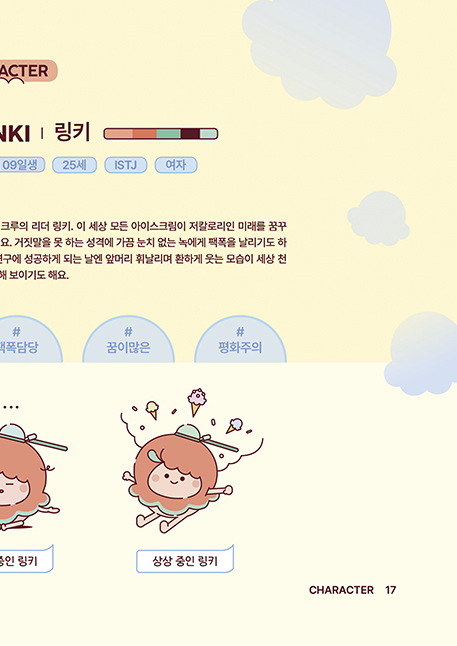 ACTER
NKI | 링키
09일생 25세 ISTJ 여자
크루의 리더 링키. 이 세상 모든 아이스크림이 저칼로리인 미래를 꿈꾸
요. 거짓말을 못 하는 성격에 가끔 눈치 없는 녹에게 팩폭을 날리기도 하
연구에 성공하게 되는 날엔 앞머리 휘날리며 환하게 웃는 모습이 세상 천
해 보이기도 해요.
# # #
팩폭담당 꿈이많은 평화주의
...
중인 링키 상상 중인 링키
CHARACTER 17